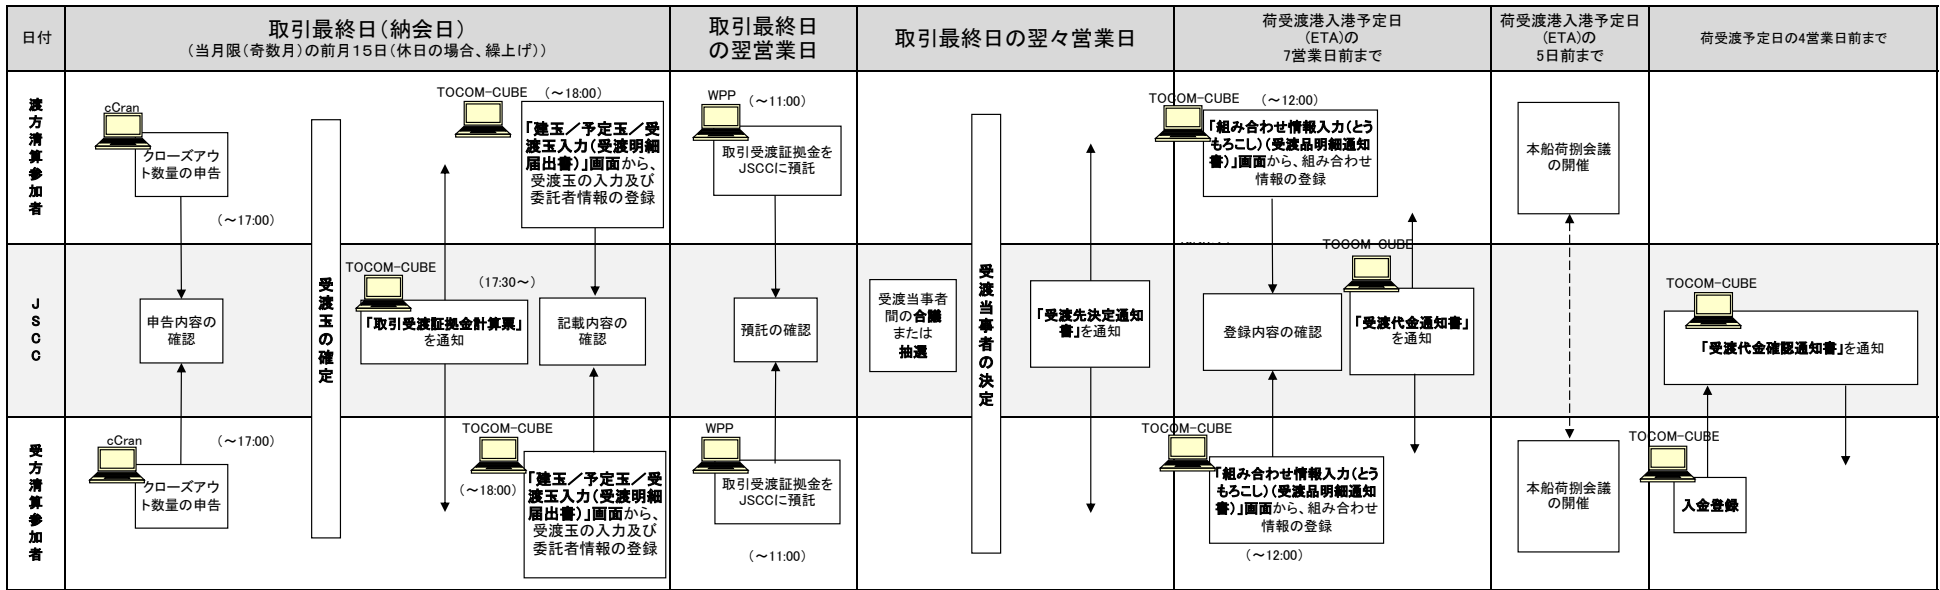 日付
取引最終日(納会日)
(当月限(奇数月)の前月15日(休日の場合、繰上げ))
取引最終日
の翌営業日
取引最終日の翌々営業日
荷受渡港入港予定日
(ETA)の
7営業日前まで
荷受渡港入港予定日
(ETA)の
5日前まで
荷受渡予定日の4営業日前まで
渡方清算参加者
cCran
クローズアウ
ト数量の申告
(~17:00)
TOCOM-CUBE
(~18:00)
「建玉/予定玉/受
渡玉入力(受渡明細
届出書)」画面から、
受渡玉の入力及び
委託者情報の登録
WPP
(~11:00)
取引受渡証拠金を
JSCCに預託
TOCOM-CUBE
(~12:00)
「組み合わせ情報入力(とう
もろこし)(受渡品明細通知
書)」画面から、組み合わせ
情報の登録
本船荷捌会議
の開催
JSCC
申告内容の
確認
受渡玉の確定
TOCOM-CUBE
(17:30~)
「取引受渡証拠金計算票」
を通知
記載内容の
確認
預託の確認
受渡当事者
間の合議
または
抽選
受渡当事者の決定
「受渡先決定通知
書」を通知
登録内容の確認
TOCOM-CUBE
「受渡代金通知書」
を通知
TOCOM-CUBE
「受渡代金確認通知書」を通知
受方清算参加者
cCran
(~17:00)
クローズアウ
ト数量の申告
TOCOM-CUBE
(~18:00)
「建玉/予定玉/受
渡玉入力(受渡明細
届出書)」画面から、
受渡玉の入力及び
委託者情報の登録
WPP
取引受渡証拠金を
JSCCに預託
(~11:00)
TOCOM-CUBE
「組み合わせ情報入力(とう
もろこし)(受渡品明細通知
書)」画面から、組み合わせ
情報の登録
(~12:00)
本船荷捌会議
の開催
TOCOM-CUBE
入金登録